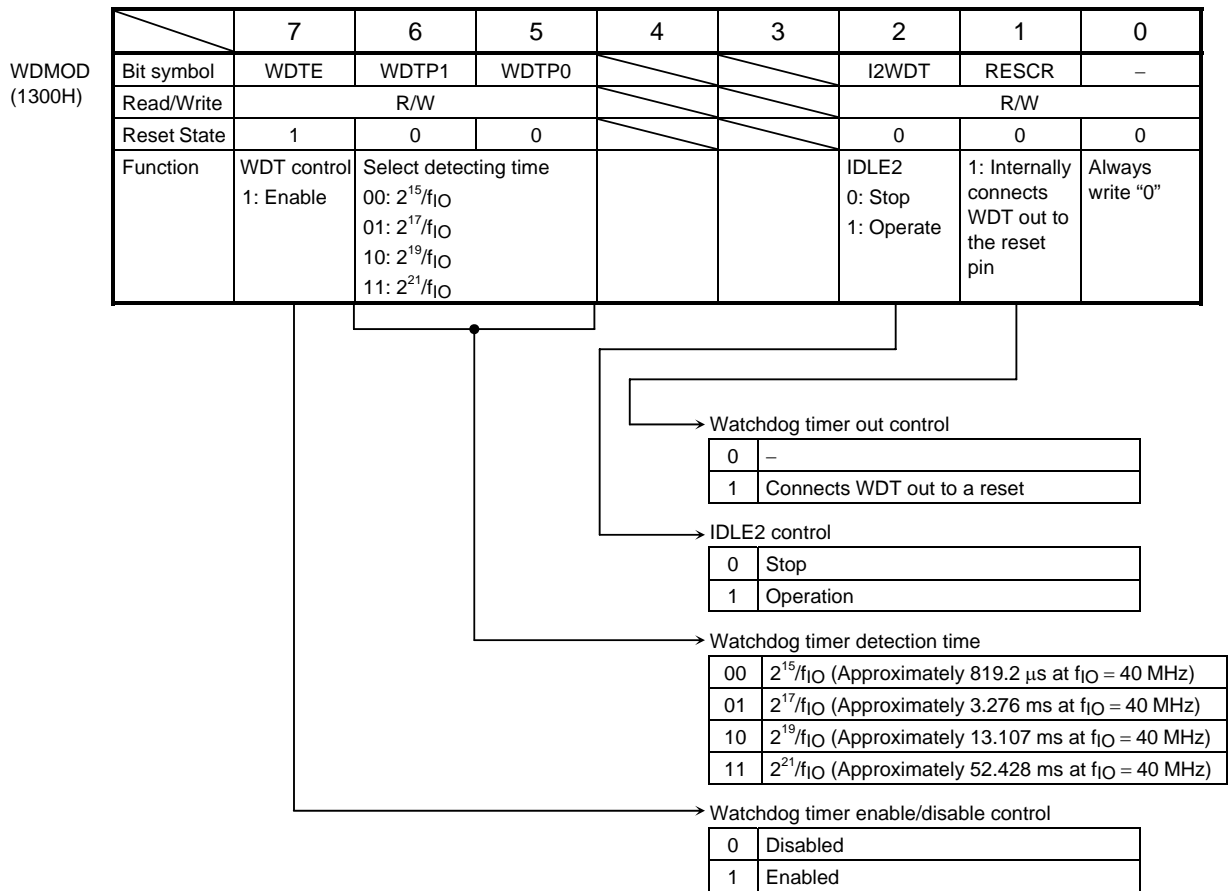 7 6 5 4 3 2 1 0
WDMOD (1300H)
Bit symbol WDTE WDTP1 WDTP0 I2WDT RESCR –
Read/Write R/W R/W
Reset State 1 0 0 0 0 0
Function
WDT control
1: Enable
Select detecting time
00: 2^15/fIO
01: 2^17/fIO
10: 2^19/fIO
11: 2^21/fIO
IDLE2
0: Stop
1: Operate
1: Internally
connects
WDT out to
the reset
pin
Always
write “0”
Watchdog timer out control
0 –
1 Connects WDT out to a reset
IDLE2 control
0 Stop
1 Operation
Watchdog timer detection time
00 2^15/fIO (Approximately 819.2 μs at fIO = 40 MHz)
01 2^17/fIO (Approximately 3.276 ms at fIO = 40 MHz)
10 2^19/fIO (Approximately 13.107 ms at fIO = 40 MHz)
11 2^21/fIO (Approximately 52.428 ms at fIO = 40 MHz)
Watchdog timer enable/disable control
0 Disabled
1 Enabled